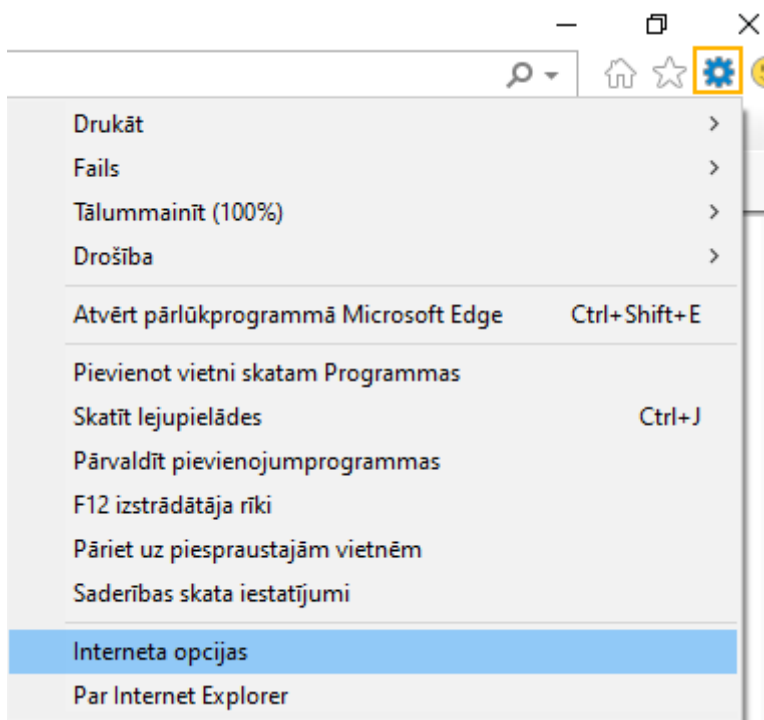 Drukāt
Fails
Tālummainīt (100%)
Drošība
Atvērt pārlūkprogrammā Microsoft Edge Ctrl+Shift+E
Pievienot vietni skatam Programmas
Skatīt lejupielādes Ctrl+J
Pārvaldīt pievienojumprogrammas
F12 izstrādātāja rīki
Pāriet uz piespraustajām vietnēm
Saderības skata iestatījumi
Interneta opcijas
Par Internet Explorer